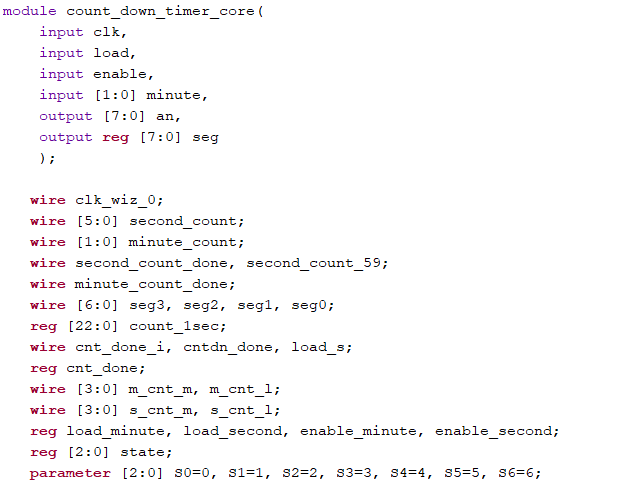 module count_down_timer_core(
input clk,
input load,
input enable,
input [1:0] minute,
output [7:0] an,
output reg [7:0] seg
);
wire clk_wiz_0;
wire [5:0] second_count;
wire [1:0] minute_count;
wire second_count_done, second_count_59;
wire minute_count_done;
wire [6:0] seg3, seg2, seg1, seg0;
reg [22:0] count_1sec;
wire cnt_done_i, cntdn_done, load_s;
reg cnt_done;
wire [3:0] m_cnt_m, m_cnt_l;
wire [3:0] s_cnt_m, s_cnt_l;
reg load_minute, load_second, enable_minute, enable_second;
reg [2:0] state;
parameter [2:0] S0=0, S1=1, S2=2, S3=3, S4=4, S5=5, S6=6;